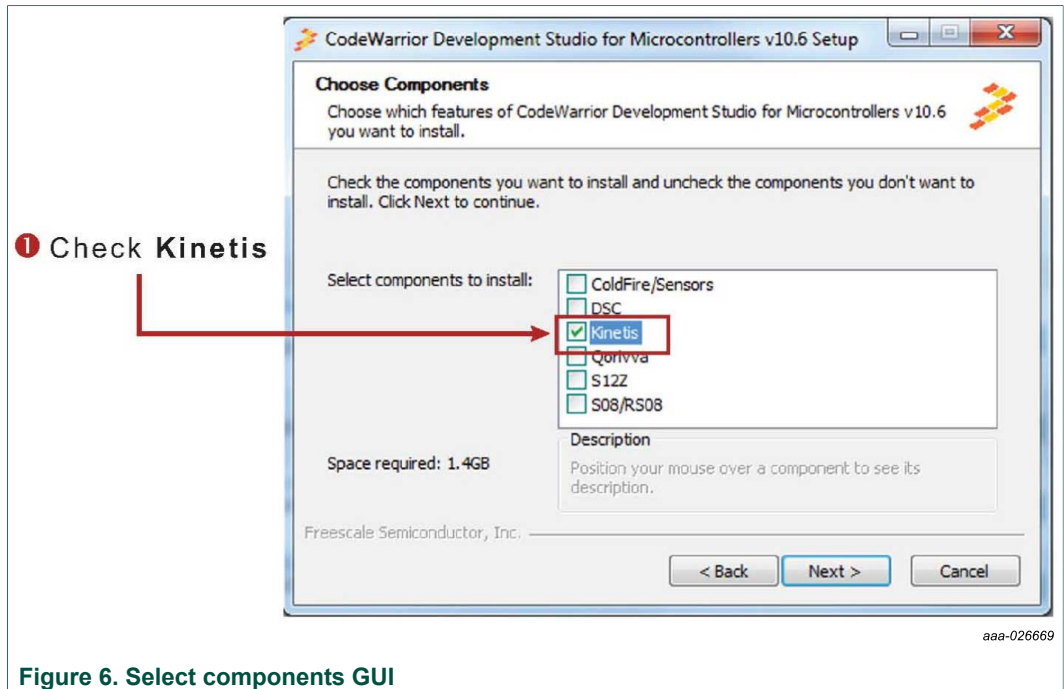 CodeWarrior Development Studio for Microcontrollers v10.6 Setup
Choose Components
Choose which features of CodeWarrior Development Studio for Microcontrollers v10.6
you want to install.
Check the components you want to install and uncheck the components you don't want to
install. Click Next to continue.
1 Check Kinetis
Select components to install:
ColdFire/Sensors
DSC
Kinetis
Qorivva
S12Z
S08/RS08
Space required: 1.4GB
Description
Position your mouse over a component to see its
description.
Freescale Semiconductor, Inc.
< Back Next > Cancel
aaa-026669
Figure 6. Select components GUI